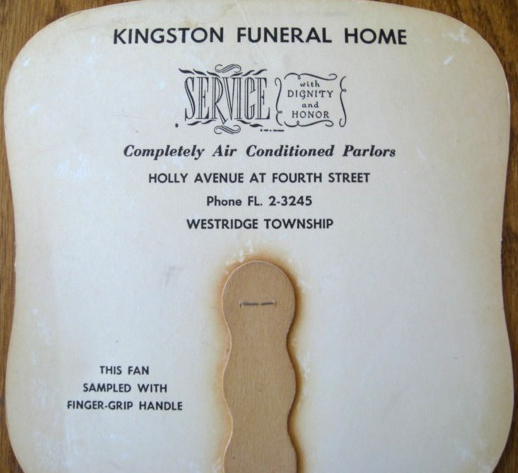 KINGSTON FUNERAL HOME
SERVICE
with
DIGNITY
and
HONOR
Completely Air Conditioned Parlors
HOLLY AVENUE AT FOURTH STREET
Phone FL. 2-3245
WESTRIDGE TOWNSHIP
THIS FAN
SAMPLED WITH
FINGER-GRIP HANDLE